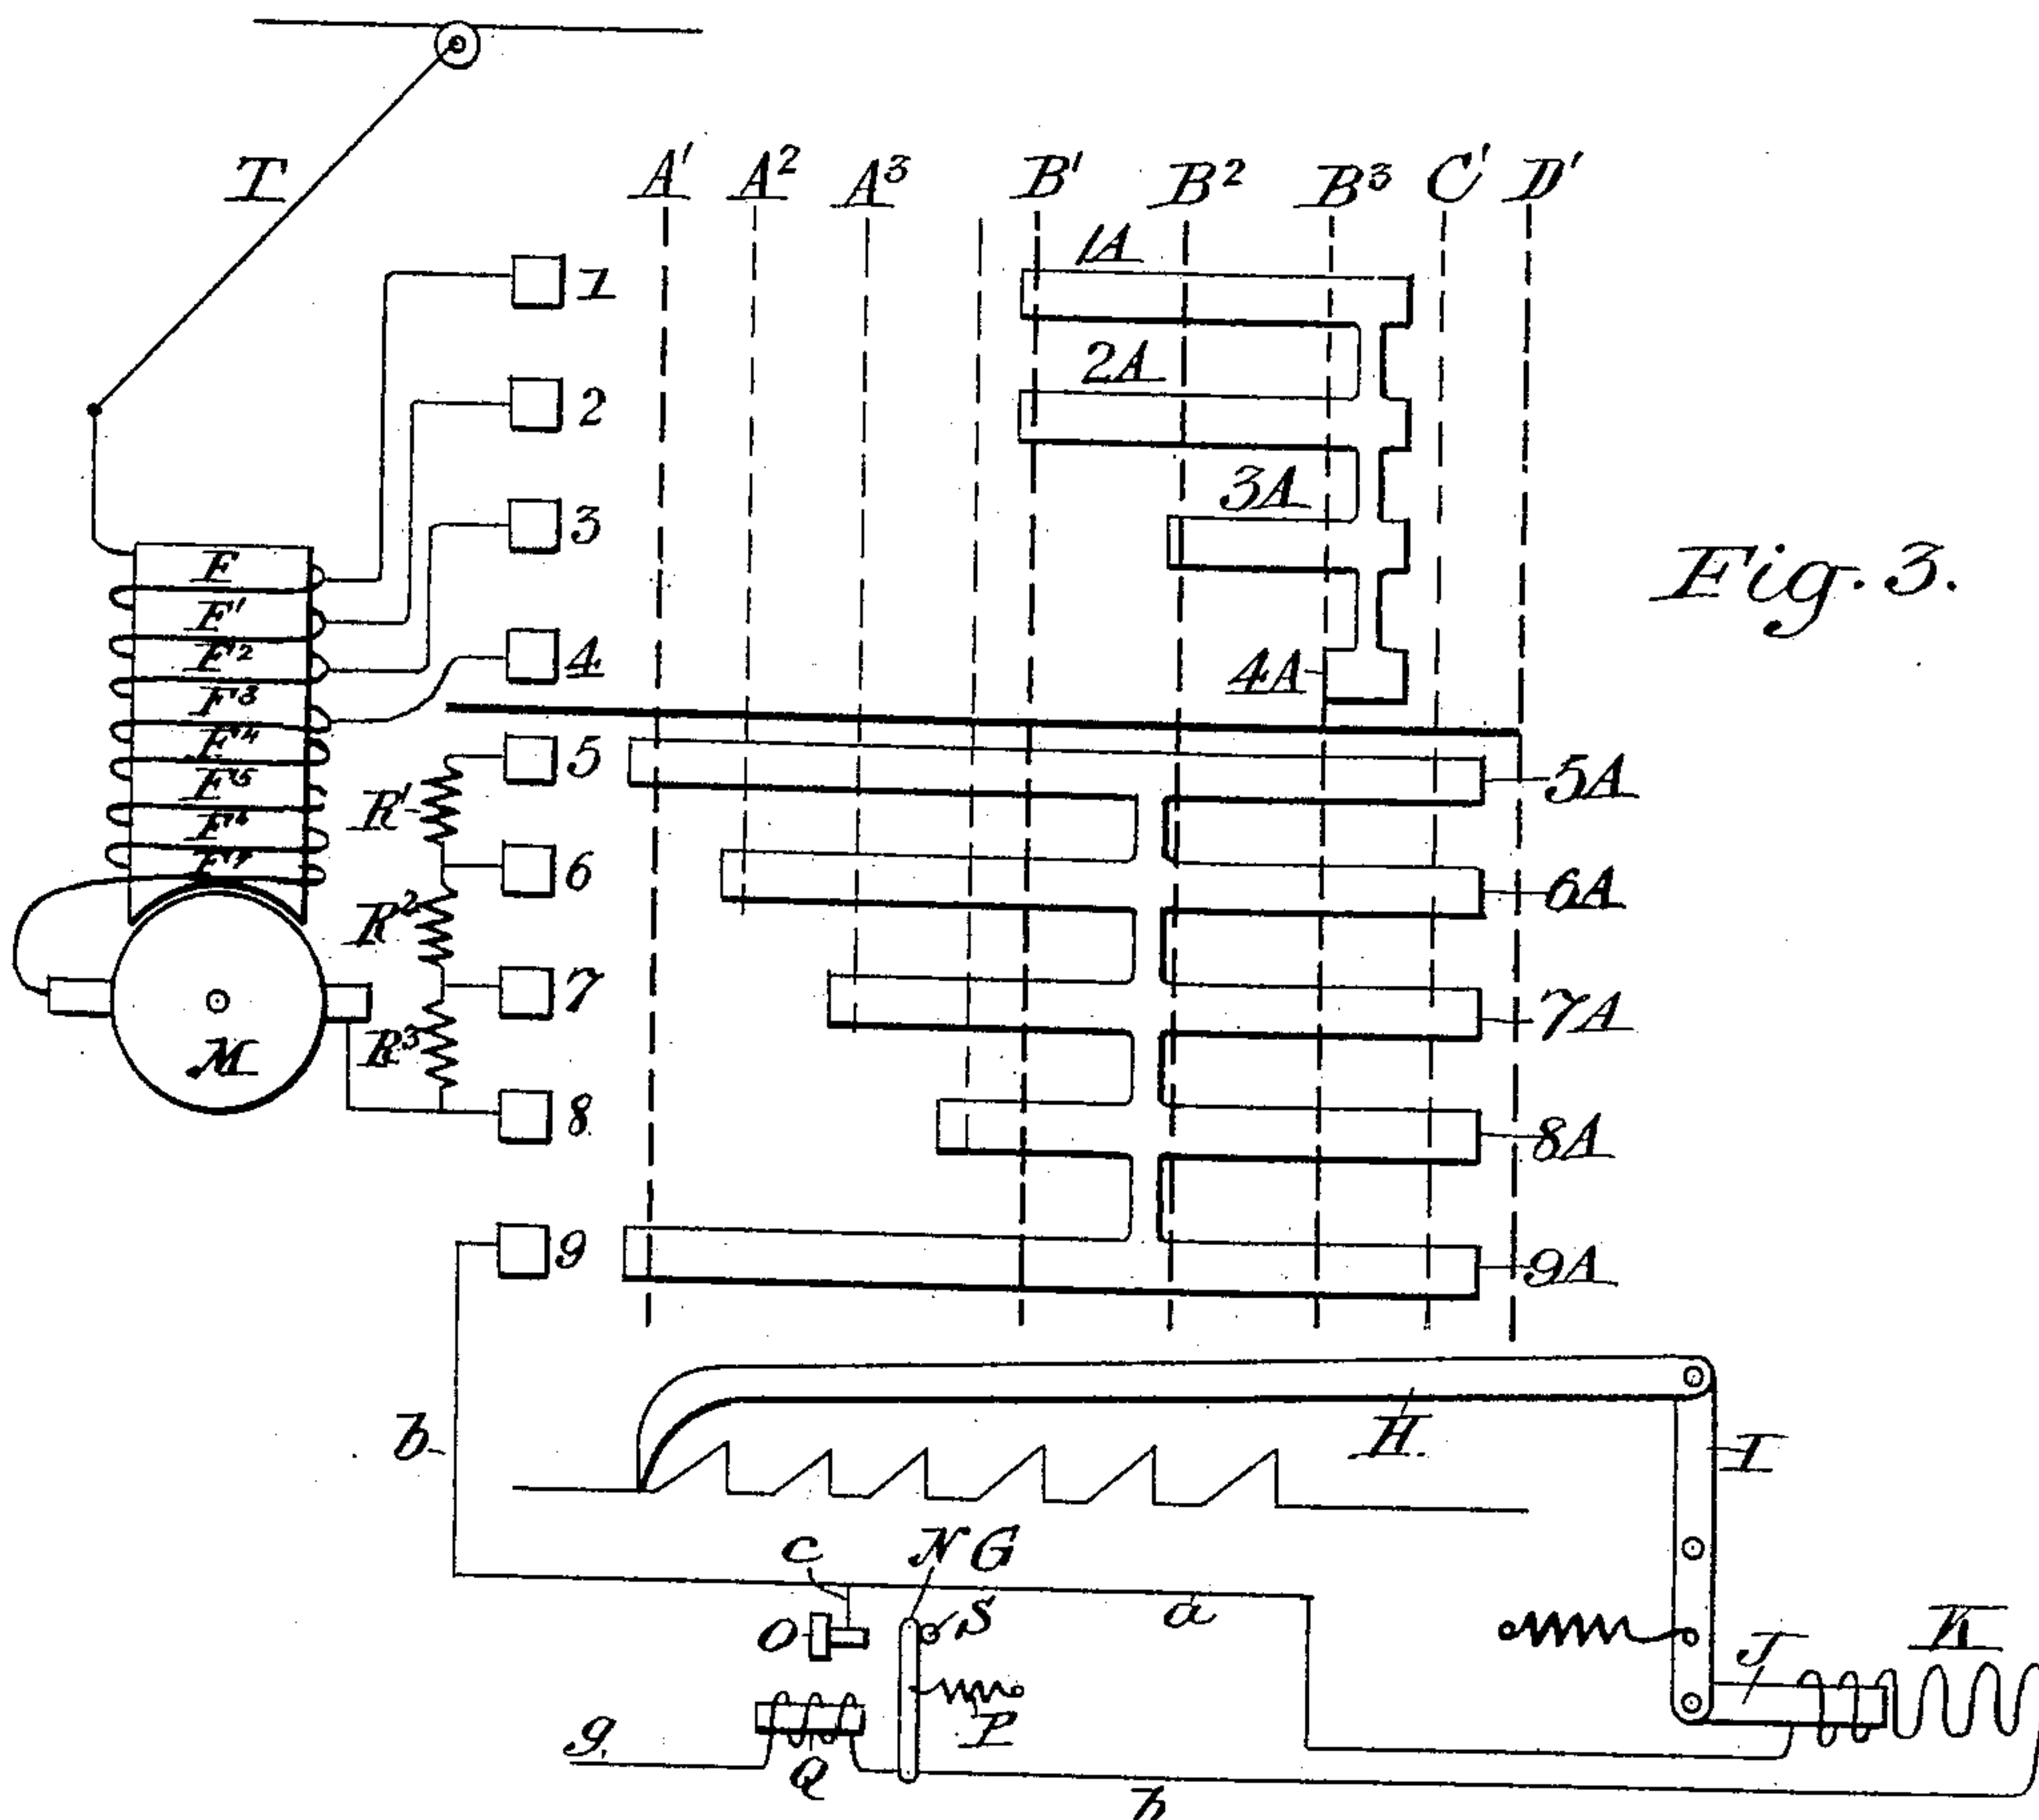 T
A' A² A³ B' B² B³ C' D'
1A
1
2A
2
3A
3
Fig. 3.
F
F'
F²
4
4A
F³
F⁴
5
5A
F⁵
R'
F⁶
6
6A
F⁷
R²
7
7A
M
R³
8
8A
9
9A
b
H
I
c
N G
a
O
S
J
K
P
g
Q
h